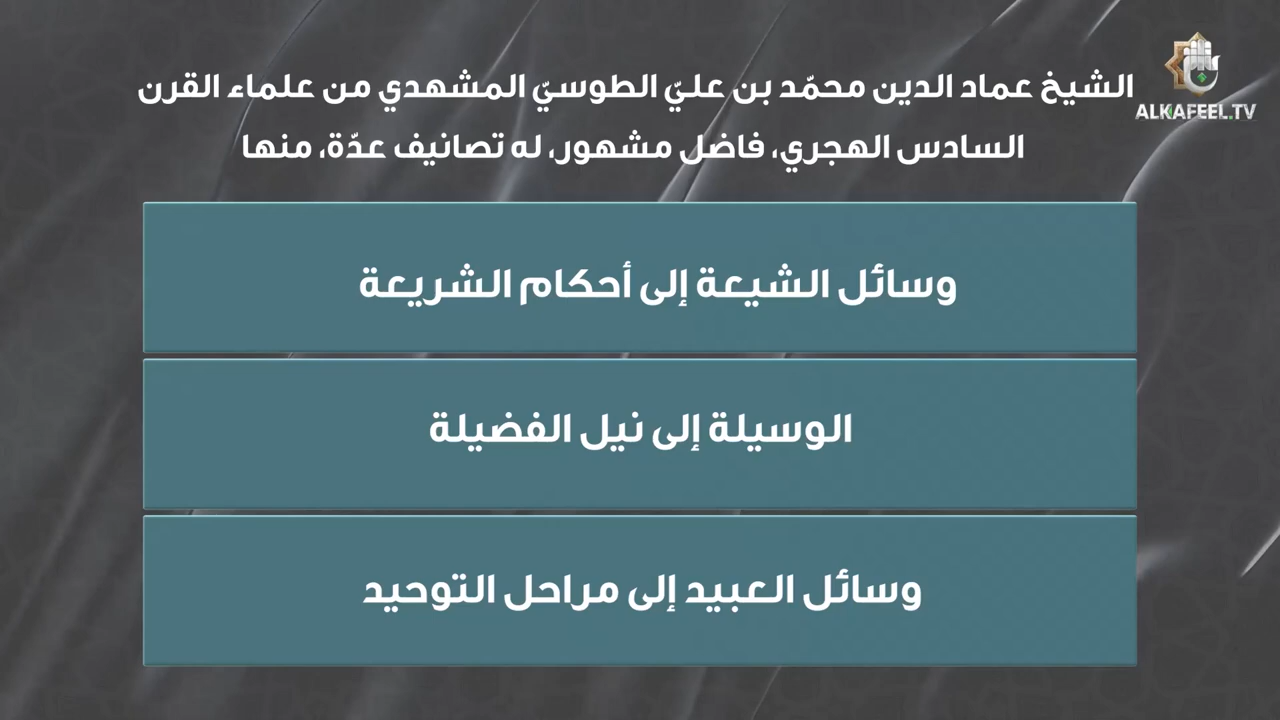 ALKAFEEL.TV
الشيخ عماد الدين محمّد بن عليّ الطوسيّ المشهدي من علماء القرن
السادس الهجري، فاضل مشهور، له تصانيف عدّة، منها
وسائل الشيعة إلى أحكام الشريعة
الوسيلة إلى نيل الفضيلة
وسائل العبيد إلى مراحل التوحيد